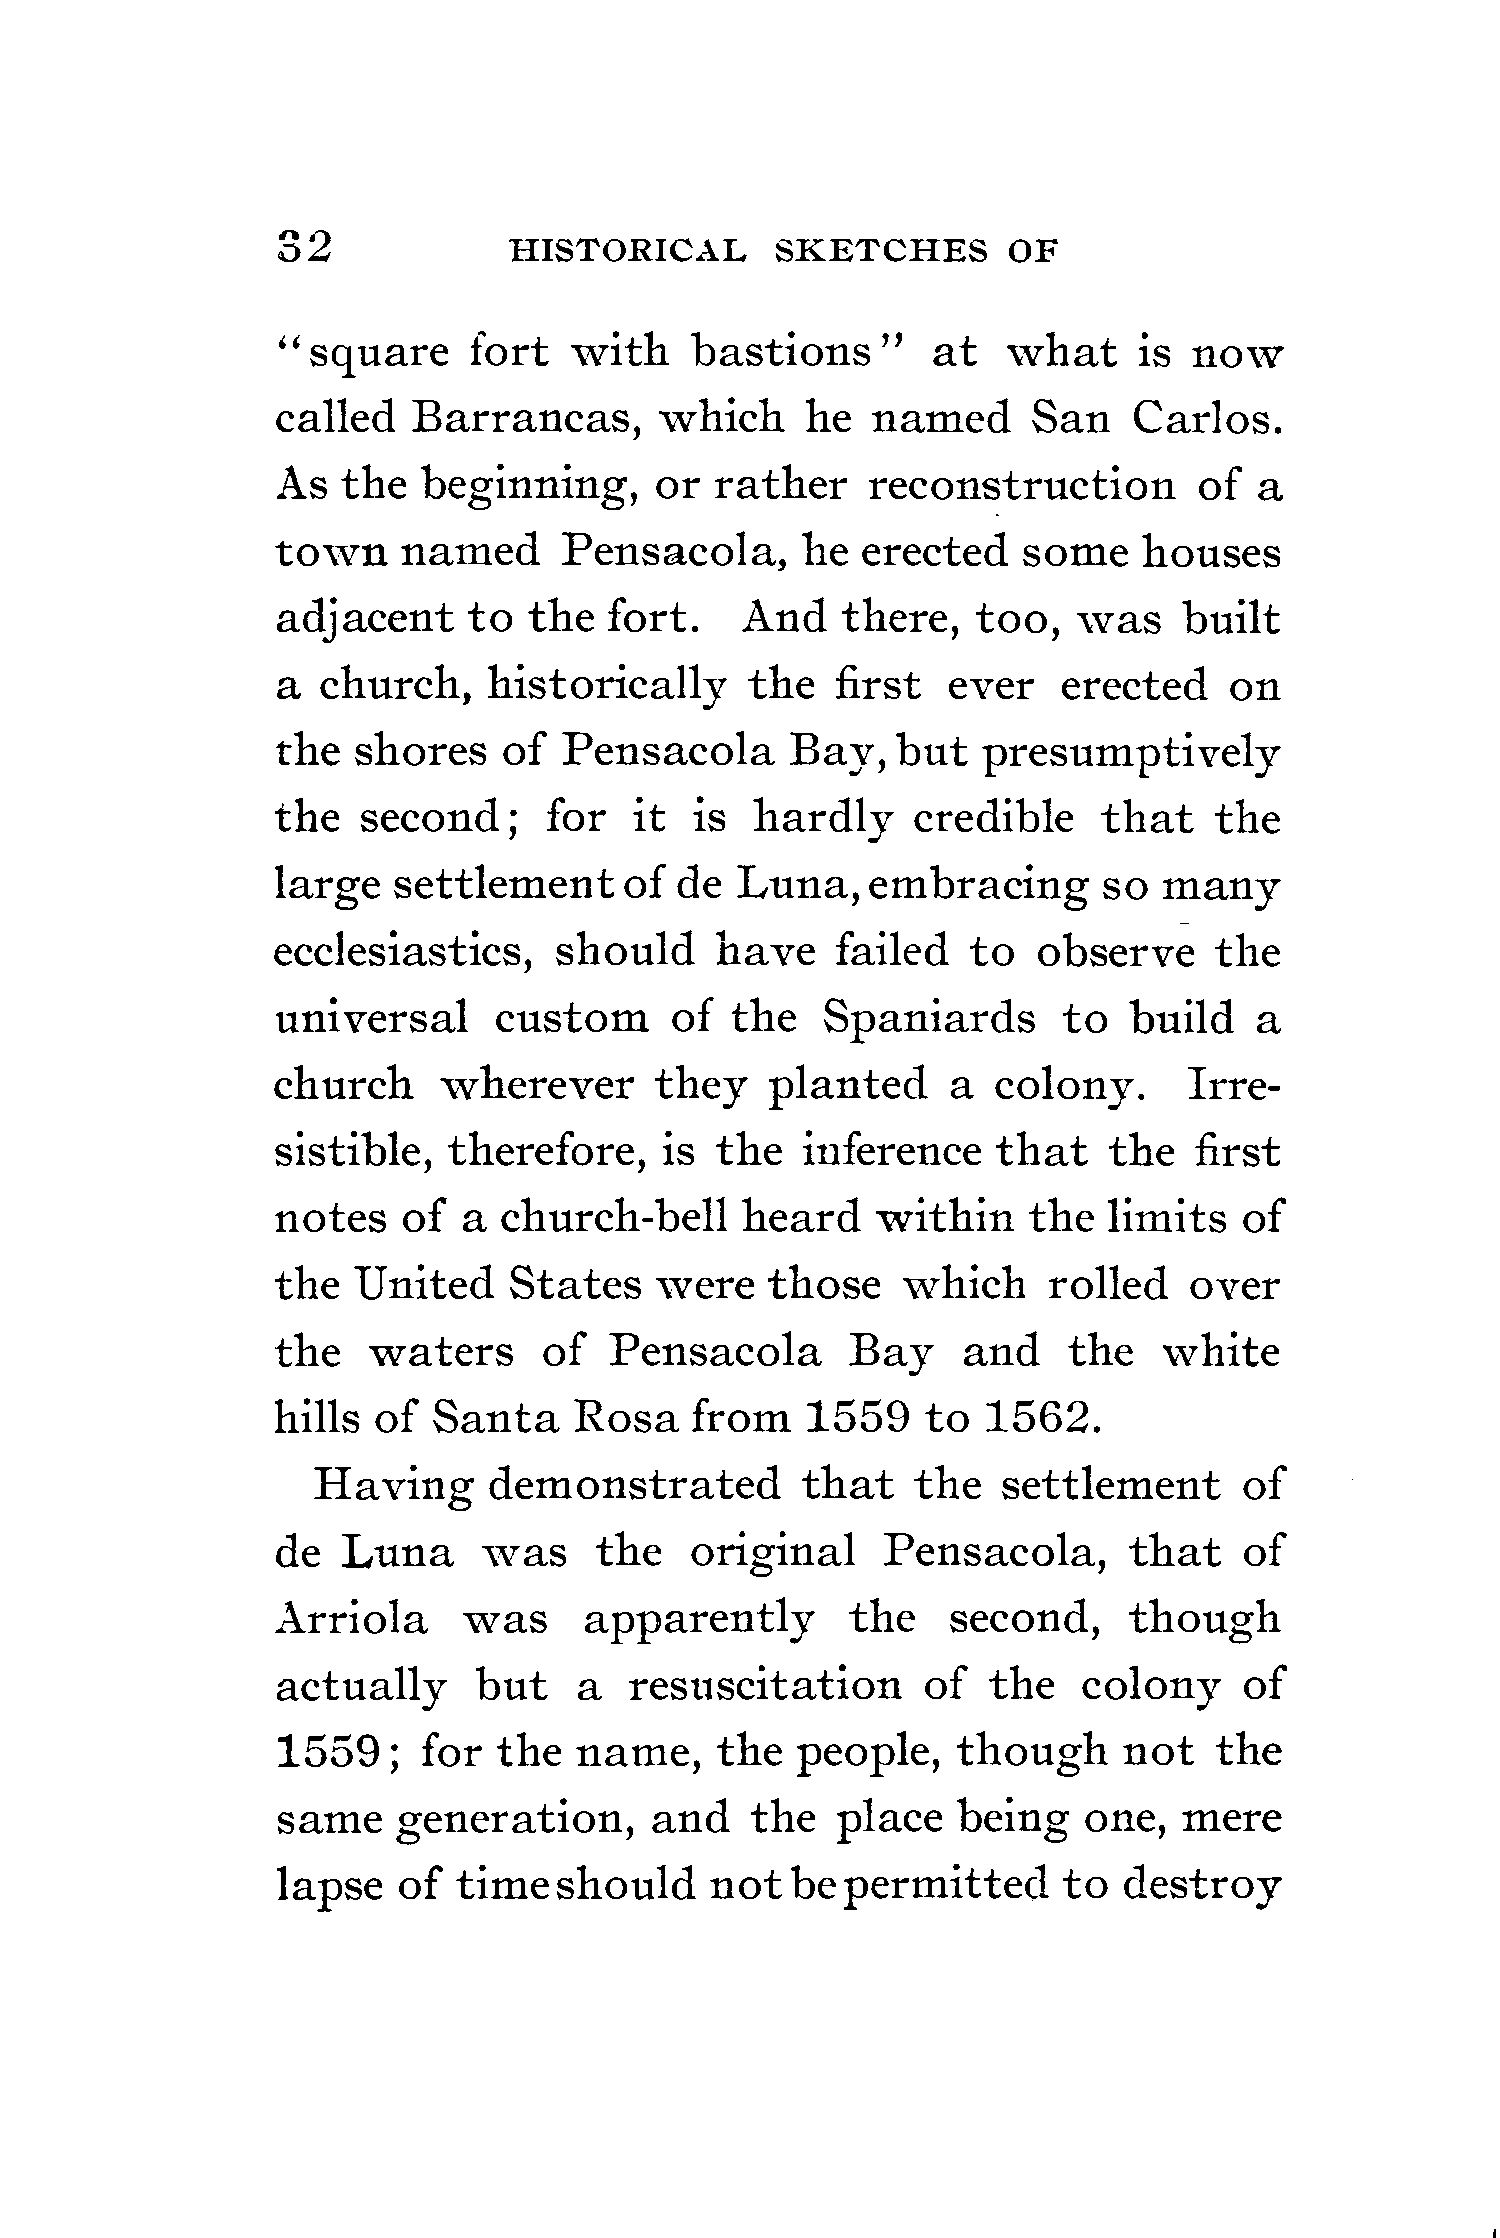 32 HISTORICAL SKETCHES OF
“square fort with bastions” at what is now
called Barrancas, which he named San Carlos.
As the beginning, or rather reconstruction of a
town named Pensacola, he erected some houses
adjacent to the fort. And there, too, was built
a church, historically the first ever erected on
the shores of Pensacola Bay, but presumptively
the second; for it is hardly credible that the
large settlement of de Luna, embracing so many
ecclesiastics, should have failed to observe the
universal custom of the Spaniards to build a
church wherever they planted a colony. Irre-
sistible, therefore, is the inference that the first
notes of a church-bell heard within the limits of
the United States were those which rolled over
the waters of Pensacola Bay and the white
hills of Santa Rosa from 1559 to 1562.
Having demonstrated that the settlement of
de Luna was the original Pensacola, that of
Arriola was apparently the second, though
actually but a resuscitation of the colony of
1559; for the name, the people, though not the
same generation, and the place being one, mere
lapse of time should not be permitted to destroy